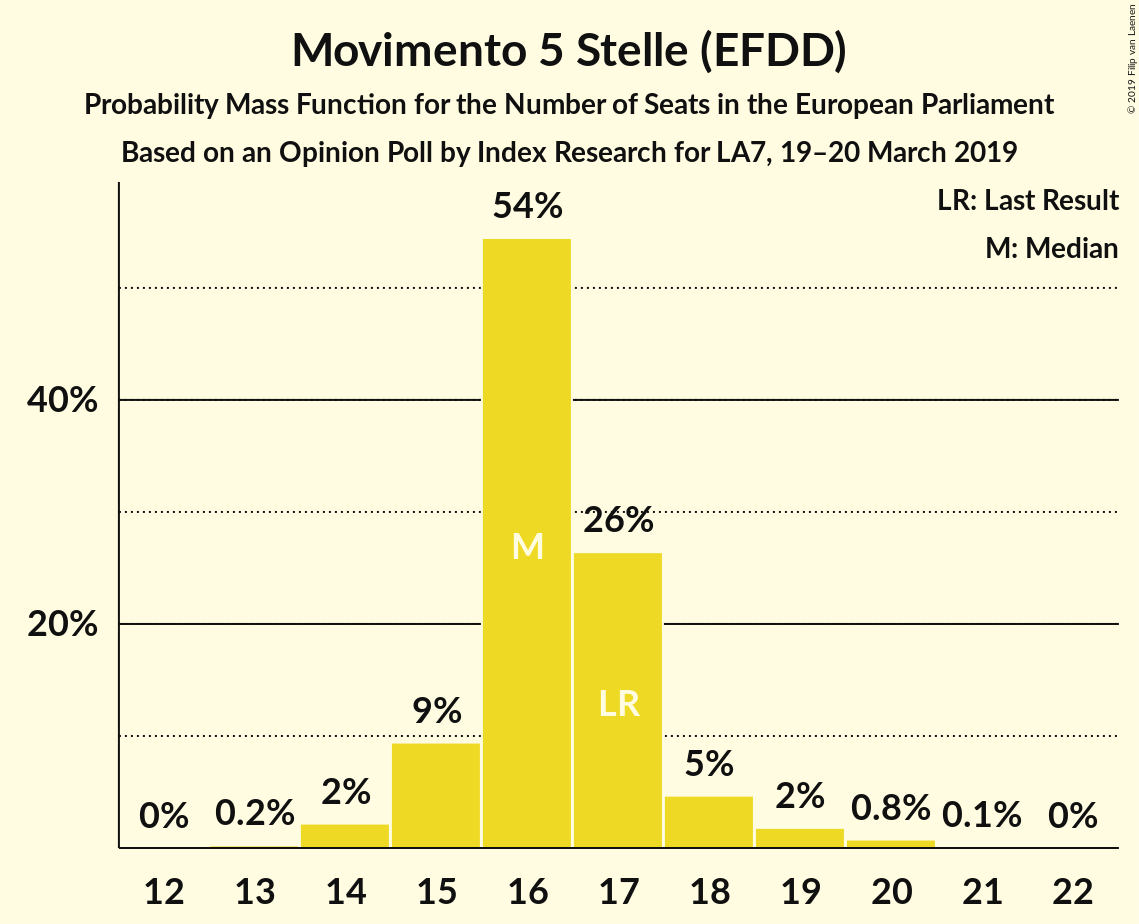 Movimento 5 Stelle (EFDD)
Probability Mass Function for the Number of Seats in the European Parliament
Based on an Opinion Poll by Index Research for LA7, 19–20 March 2019
© 2019 Filip van Laenen
LR: Last Result
M: Median
40%
20%
0%
0.2%
2%
9%
54%
26%
5%
2%
0.8%
0.1%
0%
M
LR
12 13 14 15 16 17 18 19 20 21 22